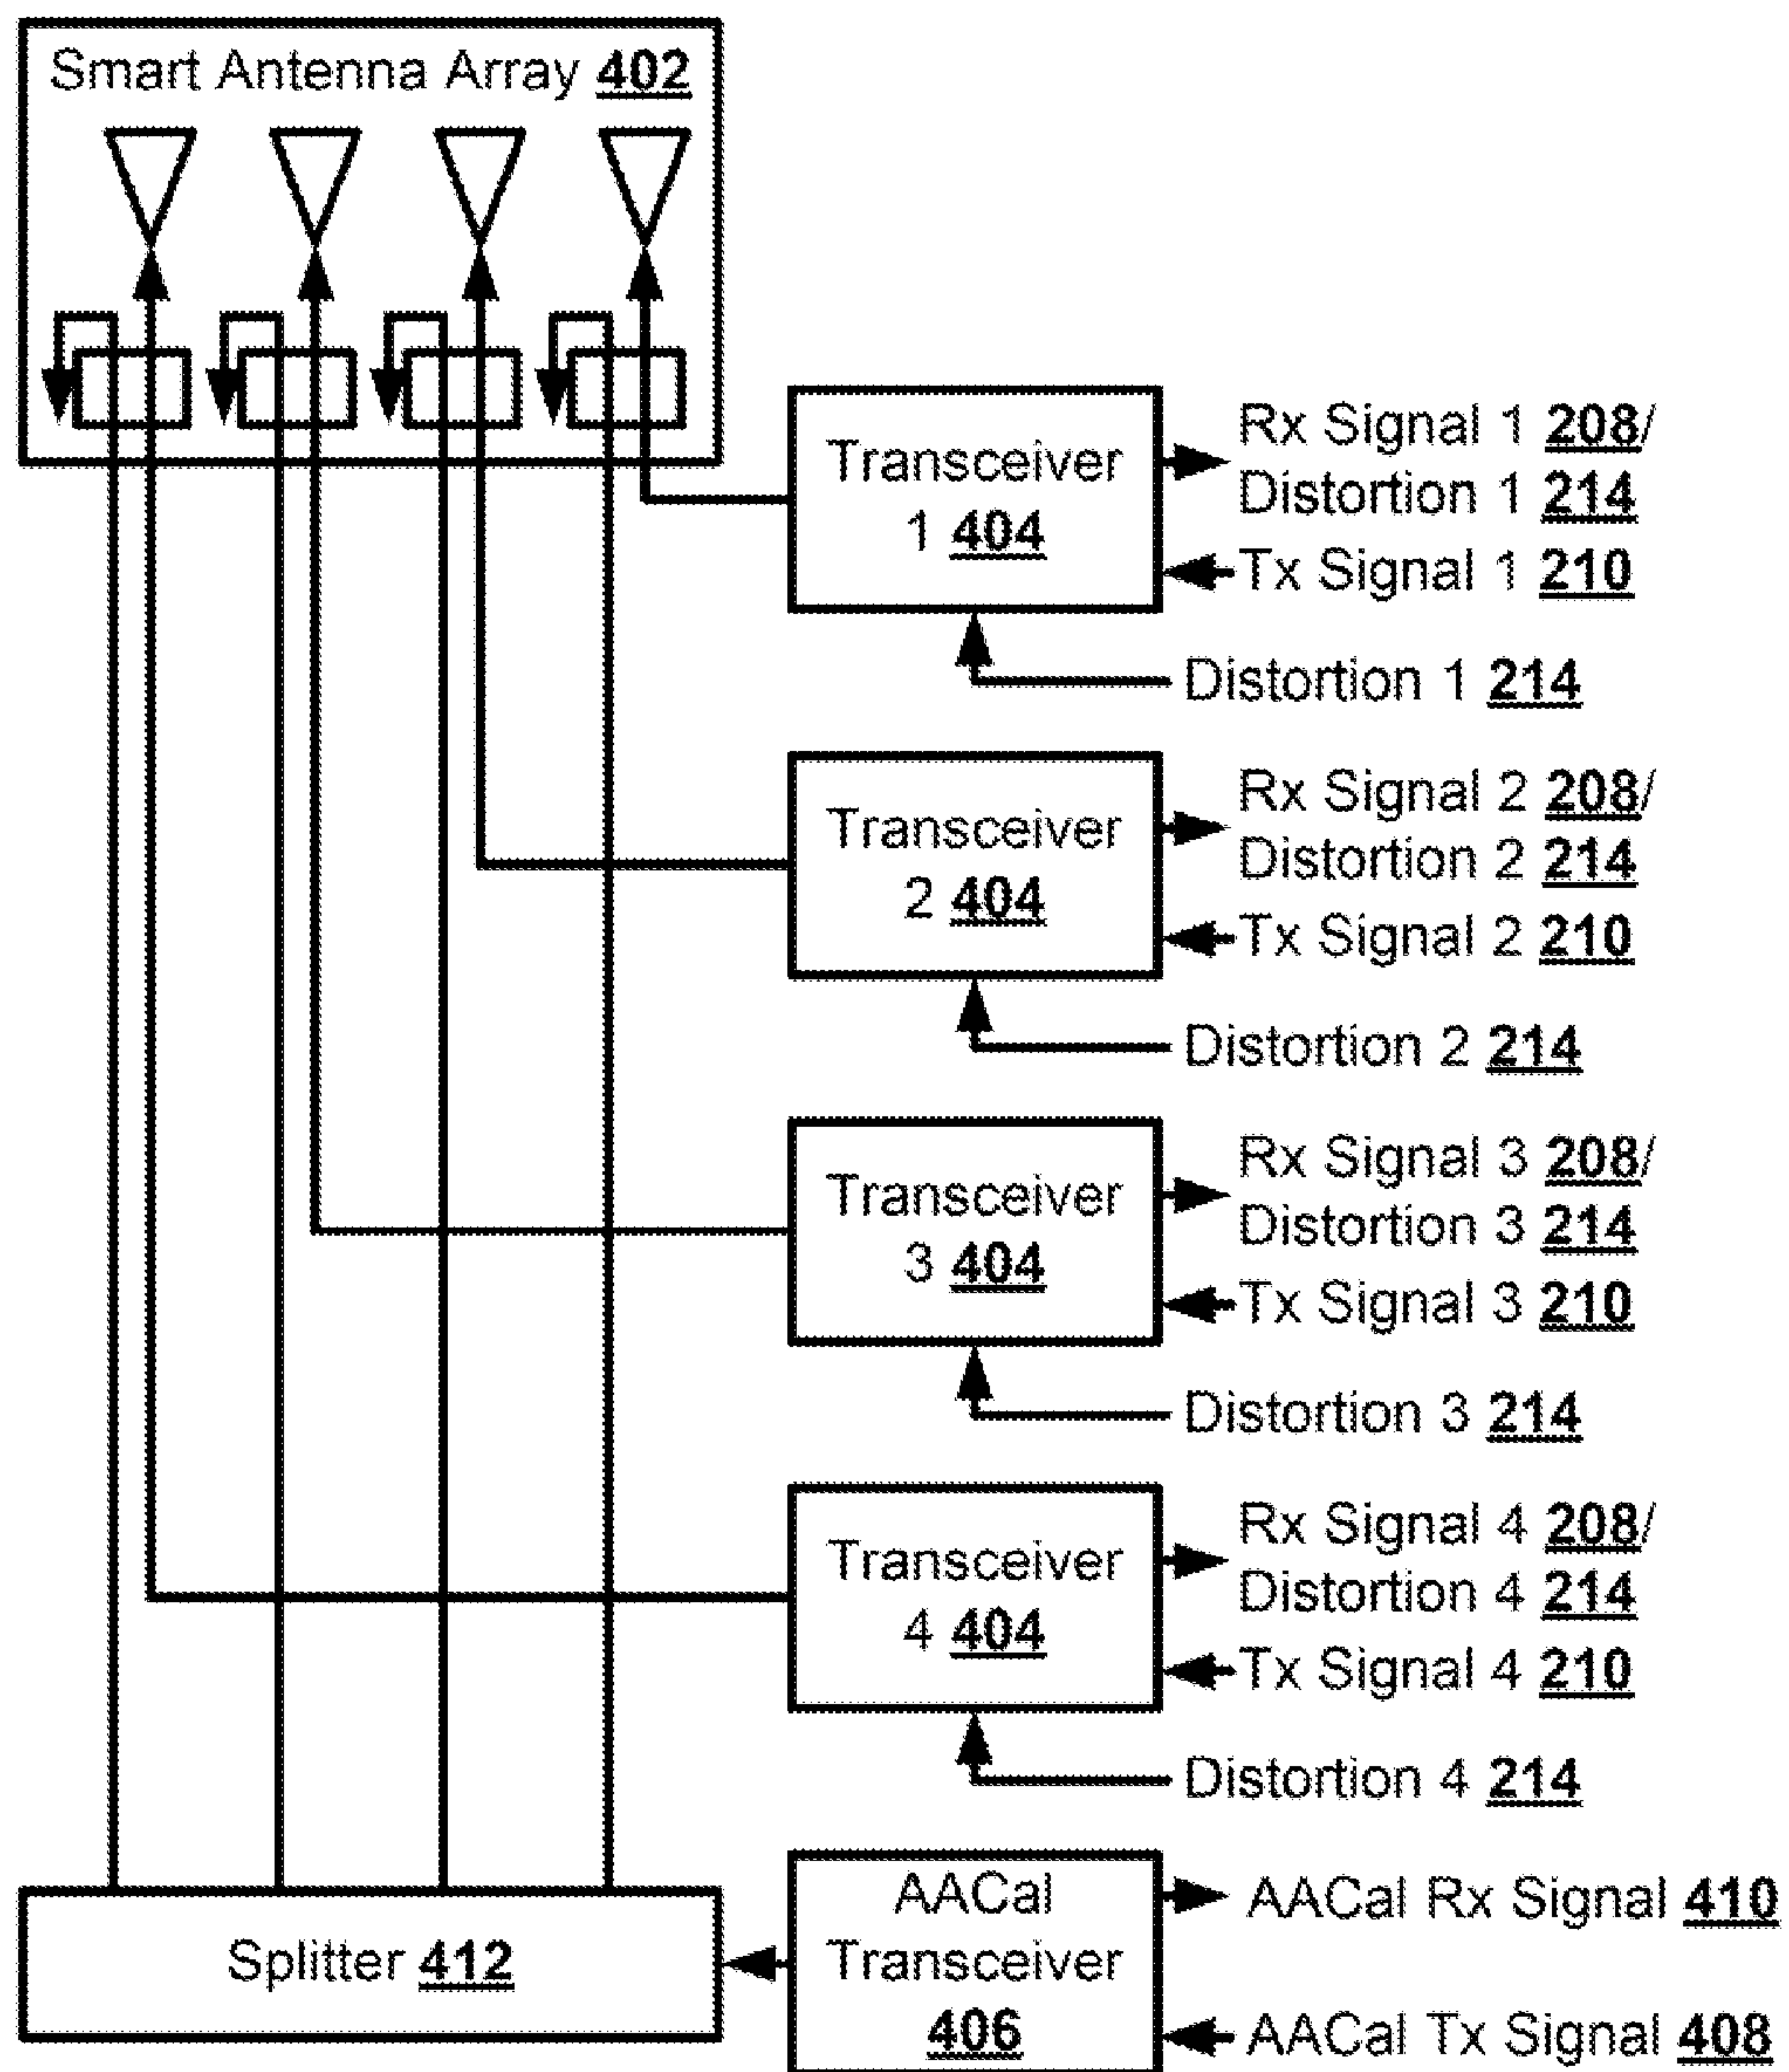 Smart Antenna Array 402
Transceiver
1 404
Rx Signal 1 208/
Distortion 1 214
Tx Signal 1 210
Distortion 1 214
Transceiver
2 404
Rx Signal 2 208/
Distortion 2 214
Tx Signal 2 210
Distortion 2 214
Transceiver
3 404
Rx Signal 3 208/
Distortion 3 214
Tx Signal 3 210
Distortion 3 214
Transceiver
4 404
Rx Signal 4 208/
Distortion 4 214
Tx Signal 4 210
Distortion 4 214
Splitter 412
AACal
Transceiver
406
AACal Rx Signal 410
AACal Tx Signal 408